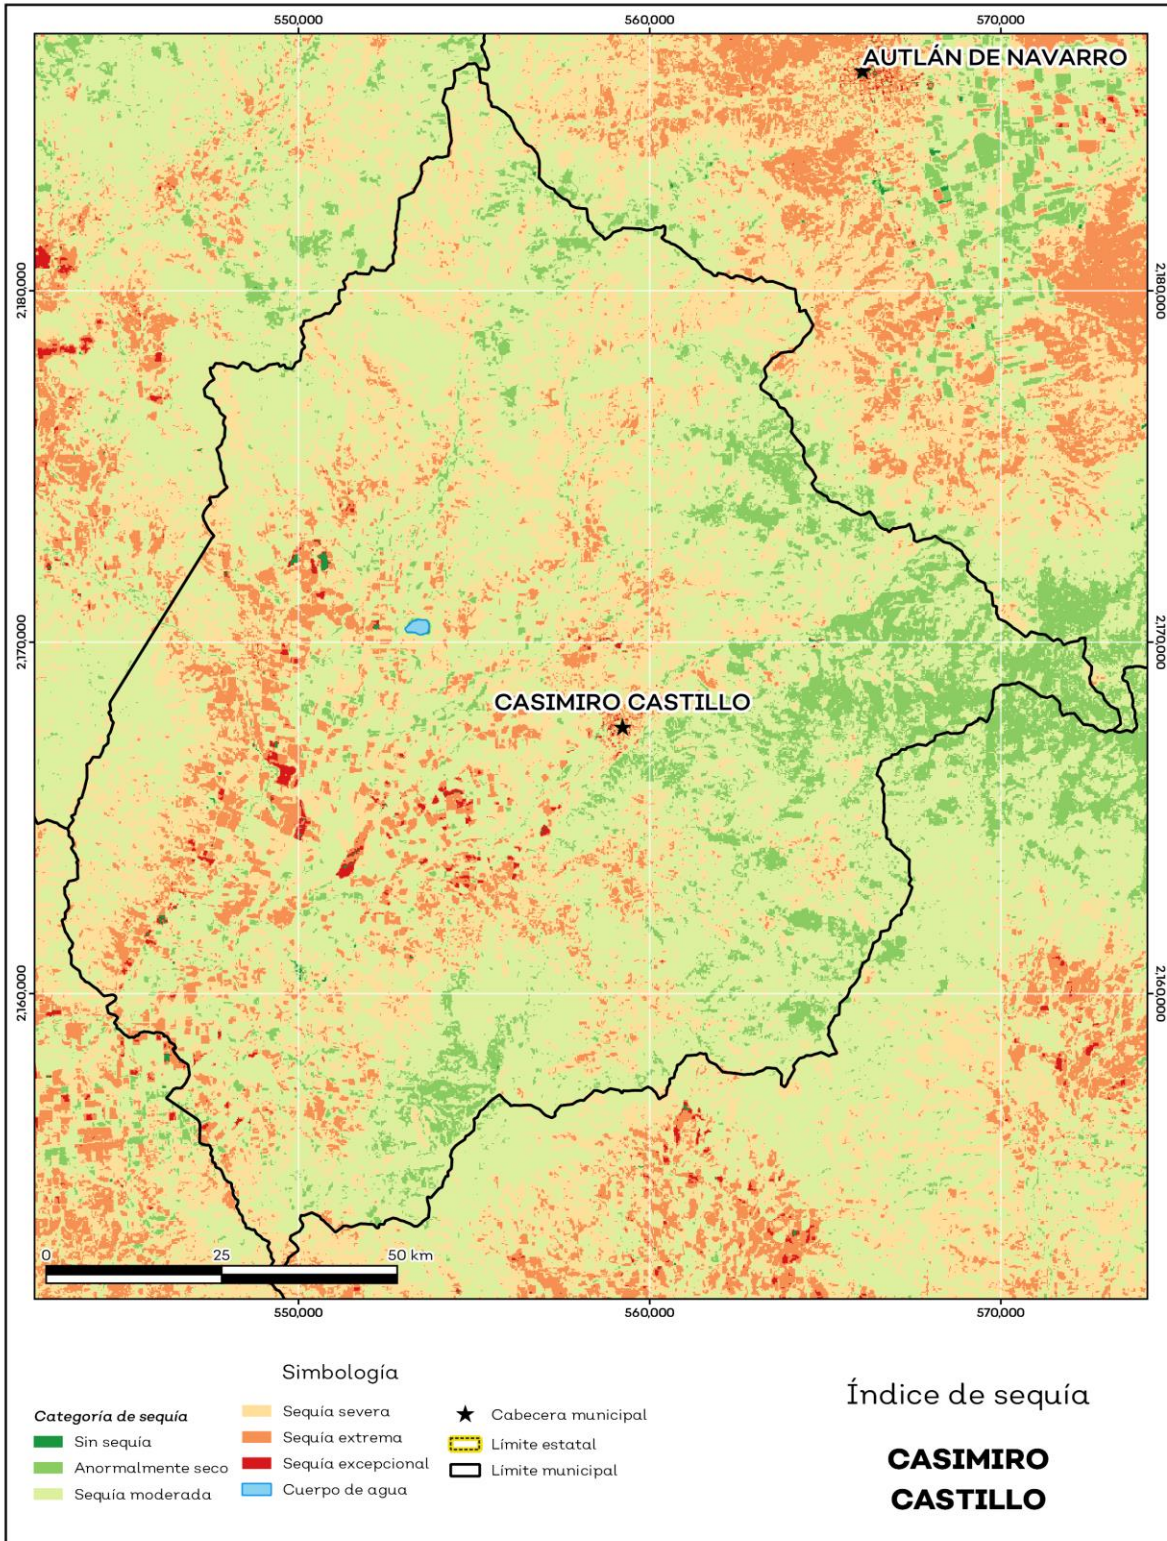 550,000 560,000 570,000
AUTLÁN DE NAVARRO
2,180,000 2,180,000
2,170,000 2,170,000
CASIMIRO CASTILLO
2,160,000 2,160,000
0 25 50 km
550,000 560,000 570,000
Simbología
Categoría de sequía
Sin sequía
Anormalmente seco
Sequía moderada
Sequía severa
Sequía extrema
Sequía excepcional
Cuerpo de agua
Cabecera municipal
Límite estatal
Límite municipal
Índice de sequía
CASIMIRO
CASTILLO